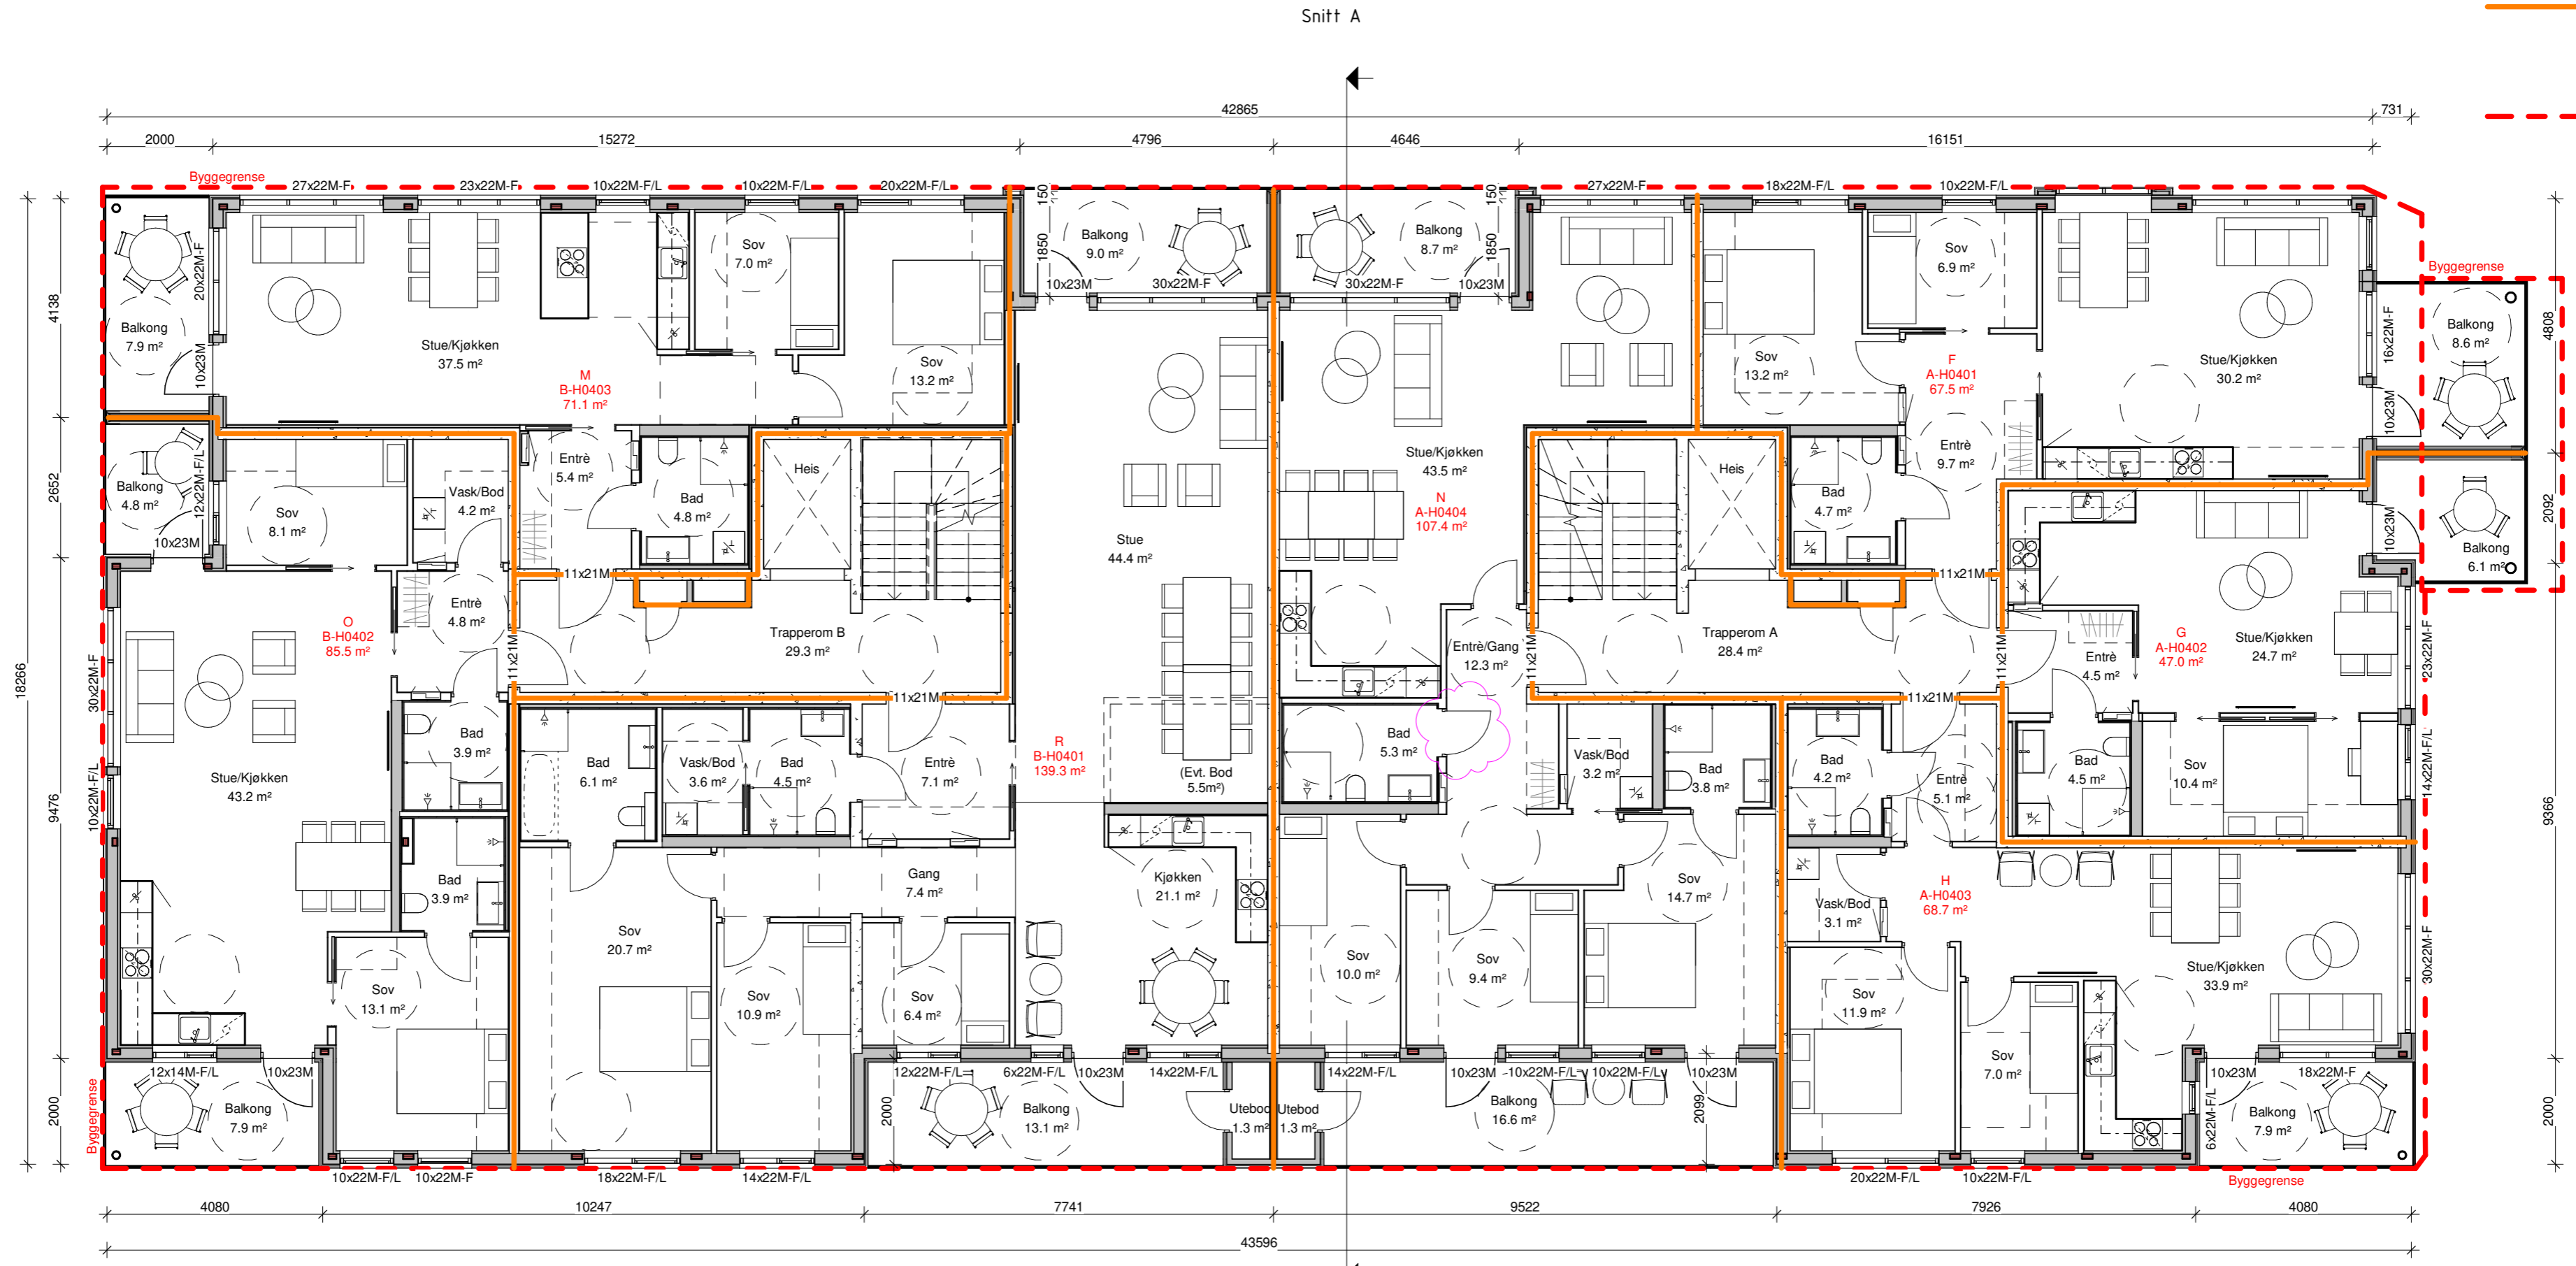 Snitt A
42865
731
2000
15272
4796
4646
16151
Byggegrense
27x22M-F
23x22M-F
10x22M-F/L
10x22M-F/L
20x22M-F/L
27x22M-F
18x22M-F/L
10x22M-F/L
150
1850
150
1850
Balkong
7.9 m²
20x22M-F
10x23M
Stue/Kjøkken
37.5 m²
M
B-H0403
71.1 m²
Sov
7.0 m²
Sov
13.2 m²
Balkong
9.0 m²
10x23M
30x22M-F
Balkong
8.7 m²
30x22M-F
10x23M
Sov
13.2 m²
Sov
6.9 m²
F
A-H0401
67.5 m²
Stue/Kjøkken
30.2 m²
16x22M-F
10x23M
Byggegrense
Balkong
8.6 m²
4138
2652
9476
2000
18266
4808
2092
9366
2000
Balkong
4.8 m²
12x22M-F/L
10x23M
Sov
8.1 m²
Vask/Bod
4.2 m²
Entrè
5.4 m²
Bad
4.8 m²
Heis
Stue
44.4 m²
Stue/Kjøkken
43.5 m²
N
A-H0404
107.4 m²
Heis
Bad
4.7 m²
Entrè
9.7 m²
10x23M
Balkong
6.1 m²
11x21M
11x21M
O
B-H0402
85.5 m²
Entrè
4.8 m²
11x21M
Trapperom B
29.3 m²
11x21M
Entrè/Gang
12.3 m²
11x21M
Trapperom A
28.4 m²
11x21M
11x21M
Entrè
4.5 m²
G
A-H0402
47.0 m²
Stue/Kjøkken
24.7 m²
23x22M-F
30x22M-F
10x22M-F/L
Stue/Kjøkken
43.2 m²
Bad
3.9 m²
Bad
6.1 m²
Vask/Bod
3.6 m²
Bad
4.5 m²
Entrè
7.1 m²
R
B-H0401
139.3 m²
(Evt. Bod
5.5m²)
Bad
5.3 m²
Vask/Bod
3.2 m²
Bad
3.8 m²
Bad
4.2 m²
Entrè
5.1 m²
Bad
4.5 m²
Sov
10.4 m²
14x22M-F/L
Bad
3.9 m²
Gang
7.4 m²
Kjøkken
21.1 m²
Sov
14.7 m²
Vask/Bod
3.1 m²
H
A-H0403
68.7 m²
Sov
13.1 m²
Sov
20.7 m²
Sov
10.9 m²
Sov
6.4 m²
Sov
10.0 m²
Sov
9.4 m²
Sov
11.9 m²
Sov
7.0 m²
Stue/Kjøkken
33.9 m²
30x22M-F
12x14M-F/L
10x23M
12x22M-F/L
6x22M-F/L
10x23M
14x22M-F/L
14x22M-F/L
10x23M
10x22M-F/L
10x22M-F/L
10x23M
10x23M
18x22M-F
Byggegrense
Balkong
7.9 m²
2000
Balkong
13.1 m²
Utebod
1.3 m²
Utebod
1.3 m²
Balkong
16.6 m²
2099
6x22M-F/L
Balkong
7.9 m²
10x22M-F/L
10x22M-F
18x22M-F/L
14x22M-F/L
20x22M-F/L
10x22M-F/L
Byggegrense
4080
10247
7741
9522
7926
4080
43596